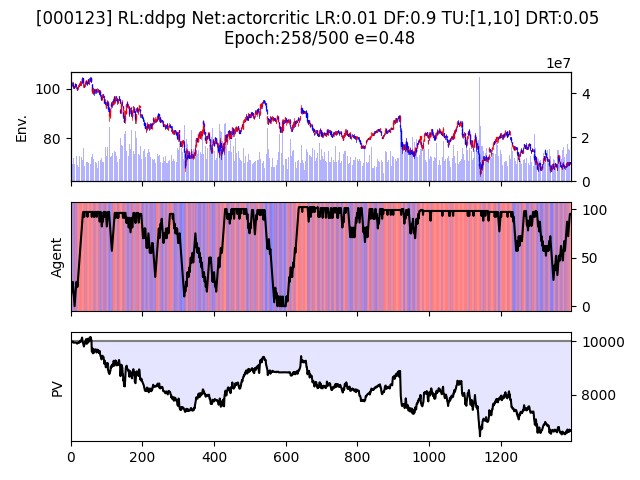 [000123] RL:ddpg Net:actorcritic LR:0.01 DF:0.9 TU:[1,10] DRT:0.05
Epoch:258/500 e=0.48
1e7
100
80
Env.
4
2
0
Agent
100
50
0
PV
10000
8000
0 200 400 600 800 1000 1200